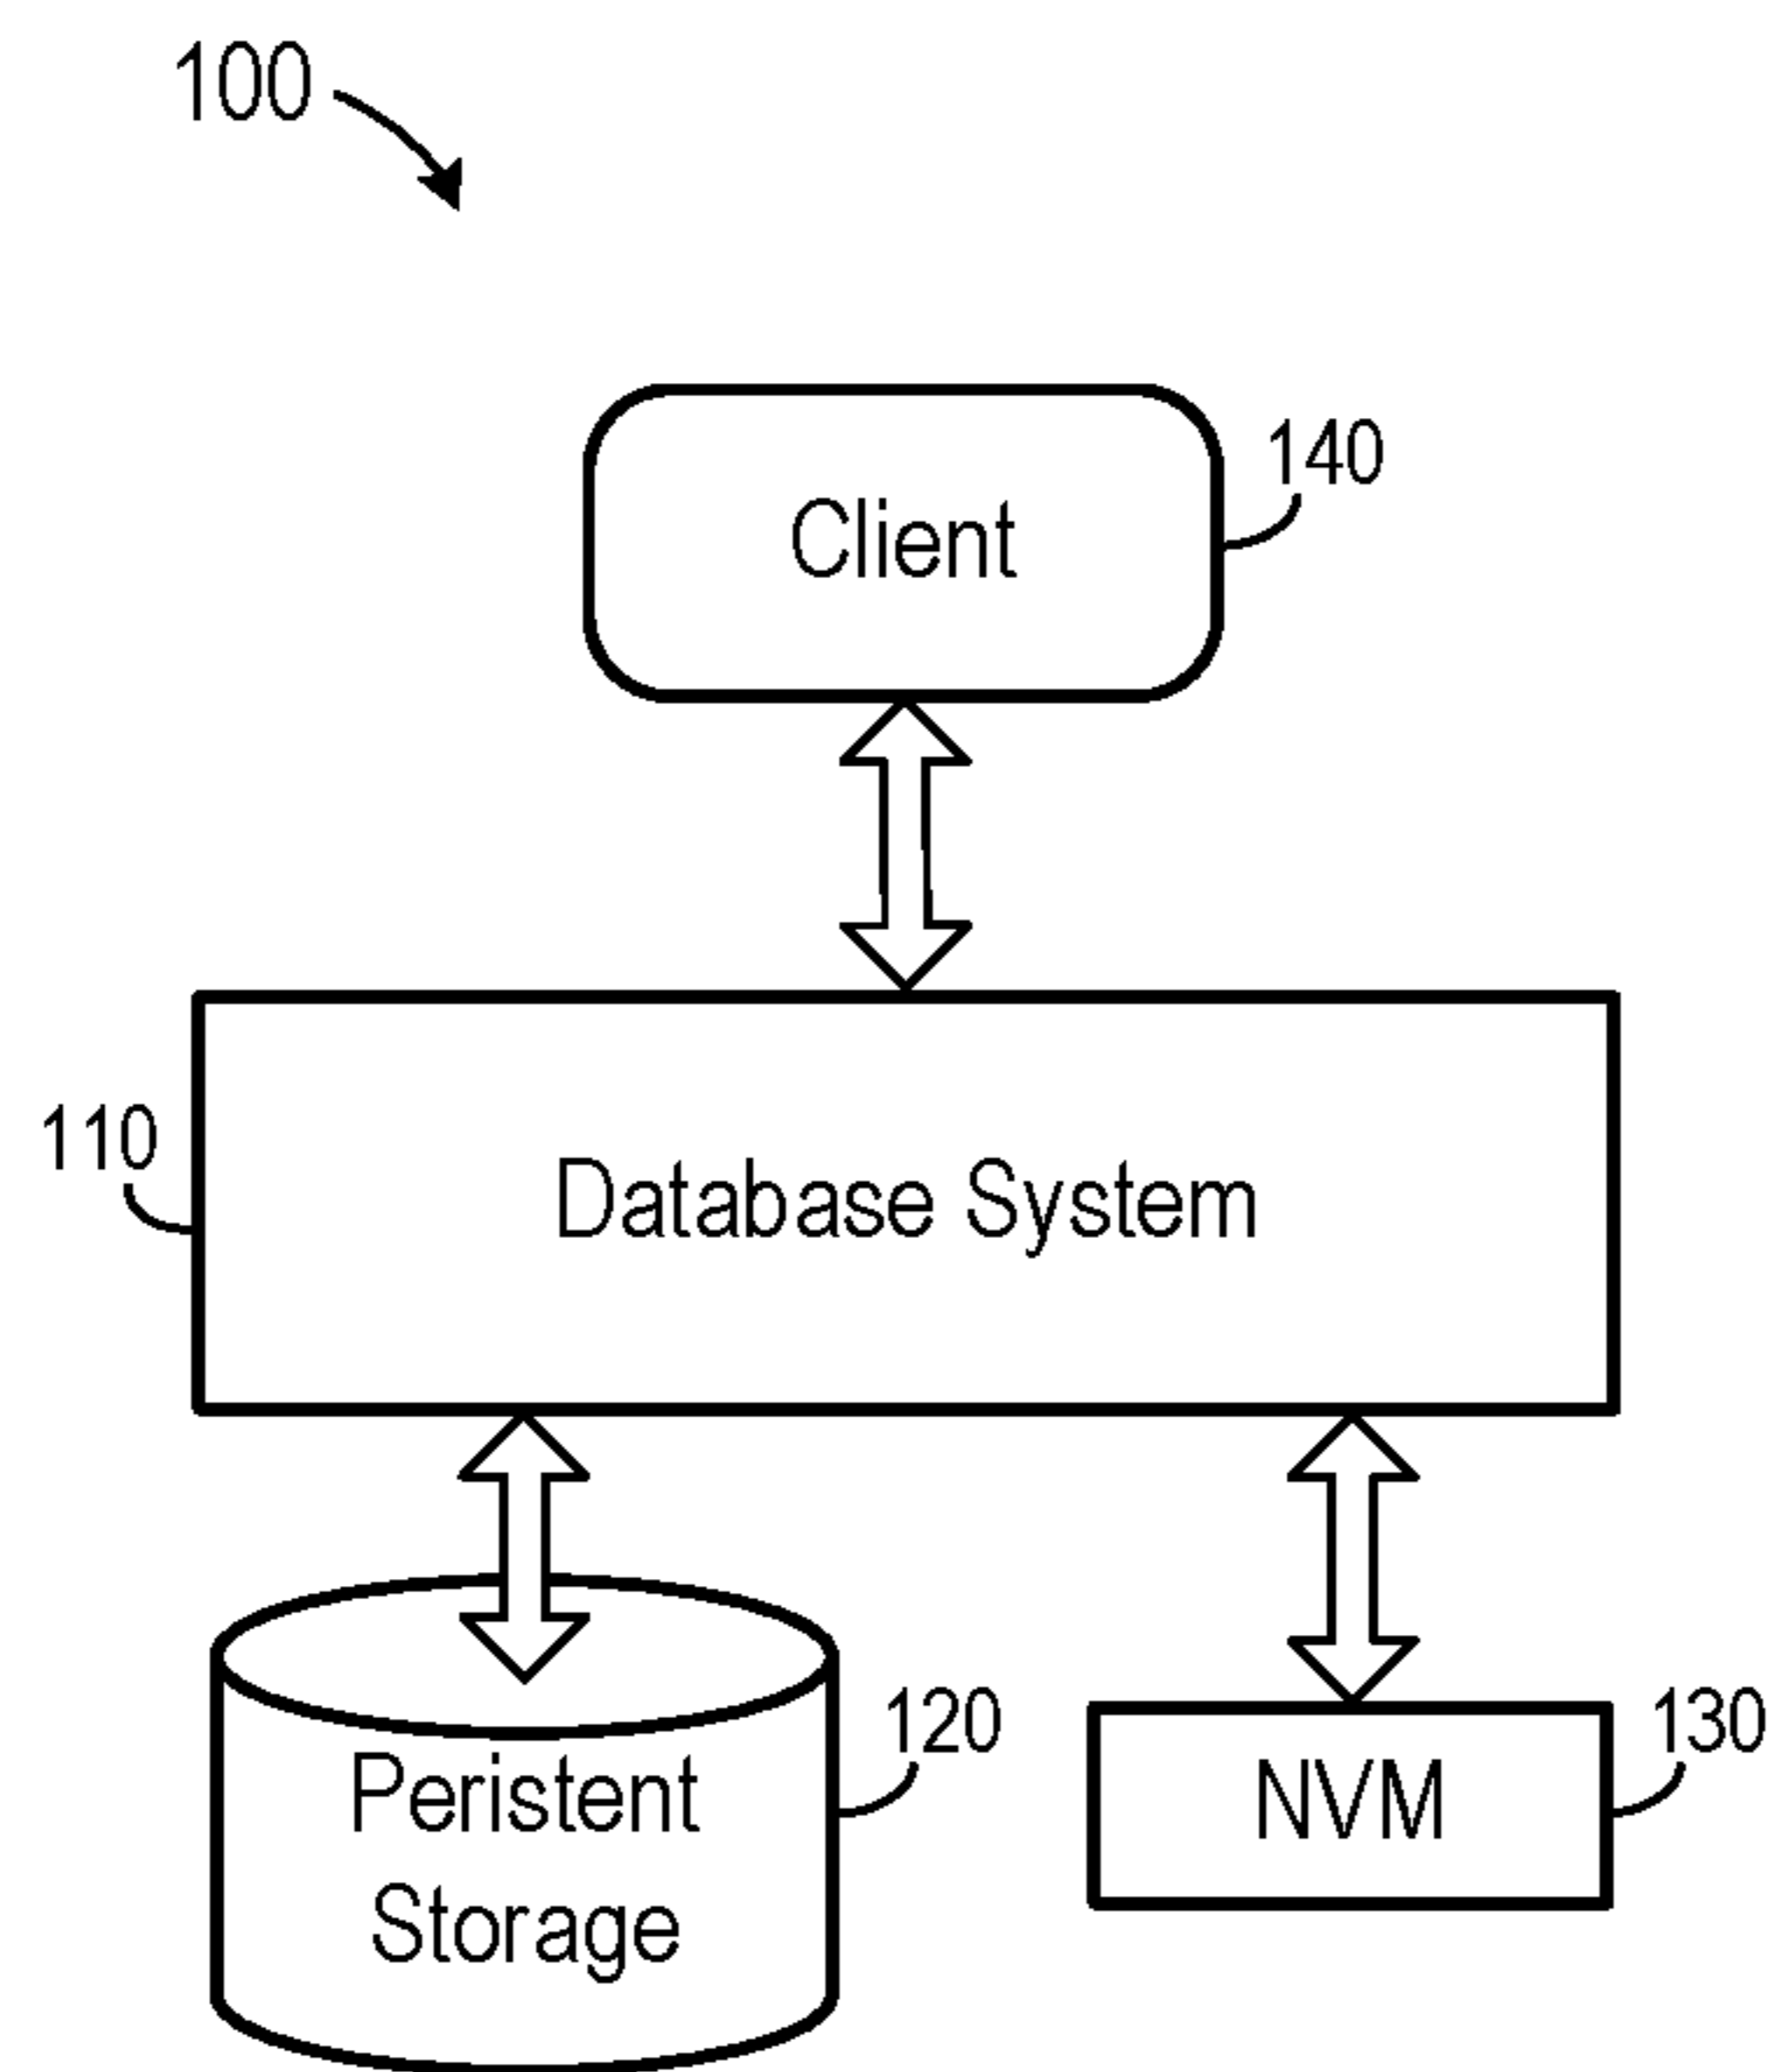 100
Client
140
110
Database System
Peristent
Storage
120
NVM
130